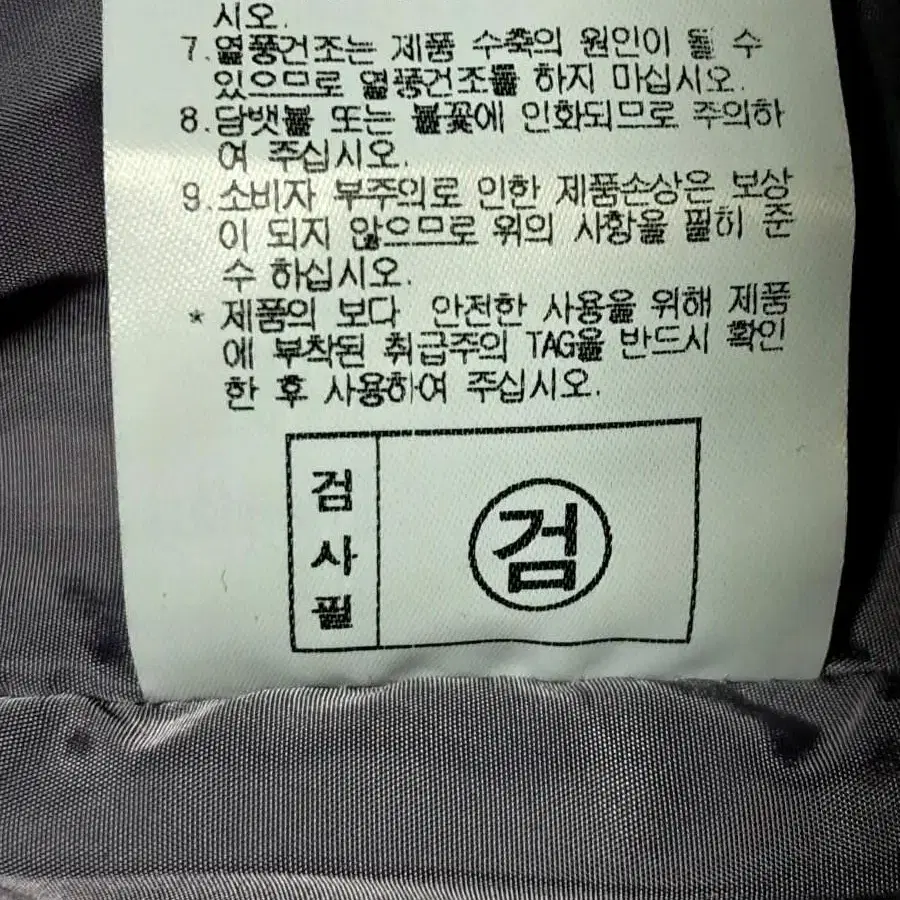 시오.
7.열풍건조는 제품 수축의 원인이 될 수
있으므로 열풍건조를 하지 마십시오.
8.담뱃불 또는 불꽃에 인화되므로 주의하
여 주십시오.
9.소비자 부주의로 인한 제품손상은 보상
이 되지 않으므로 위의 사항을 필히 준
수 하십시오.
* 제품의 보다 안전한 사용을 위해 제품
에 부착된 취급주의 TAG을 반드시 확인
한 후 사용하여 주십시오.
검사필
검